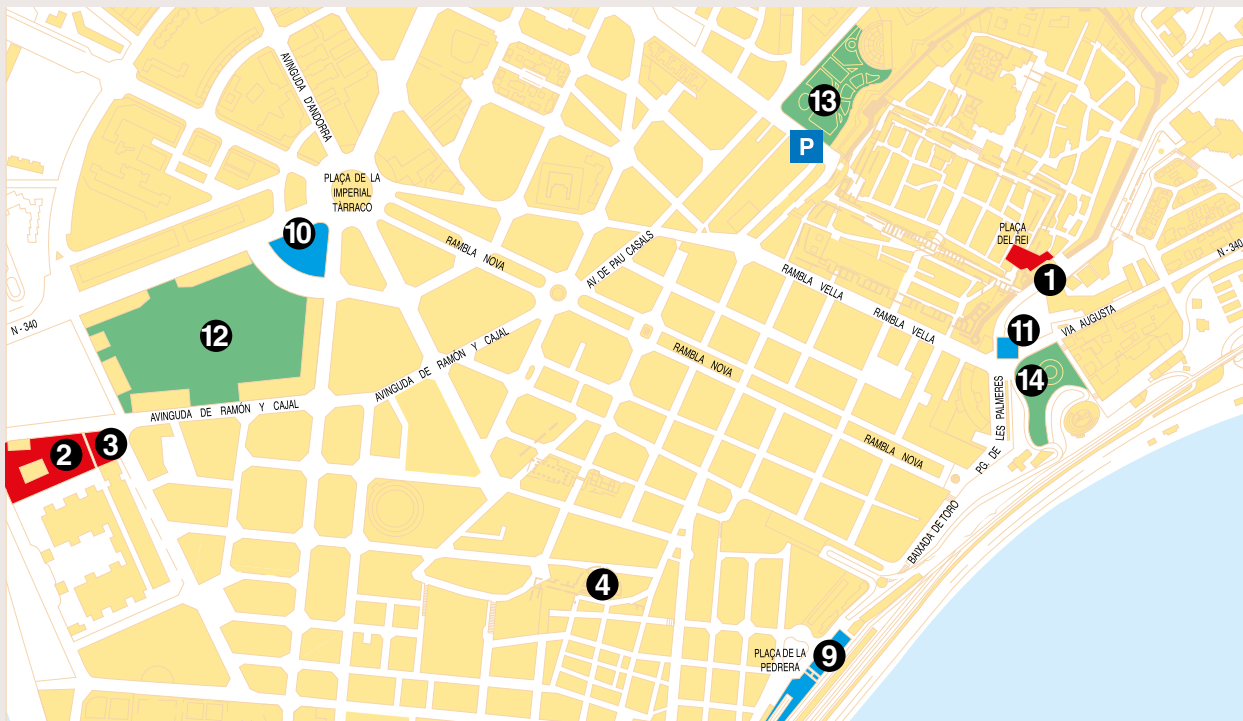 AVINGUDA D'ANDORRA
13
P
PLAÇA DE LA
IMPERIAL
TÀRRACO
10
RAMBLA NOVA
AV. DE PAU CASALS
PLAÇA
DEL REI
N - 340
1
RAMBLA VELLA
RAMBLA VELLA
VIA AUGUSTA
11
N - 340
12
AVINGUDA DE RAMÓN Y CAJAL
RAMBLA NOVA
14
AVINGUDA DE RAMÓN Y CAJAL
PG. DE LES PALMERES
2
3
RAMBLA NOVA
BAIXADA DE TORO
4
PLAÇA DE LA
PEDRERA
9